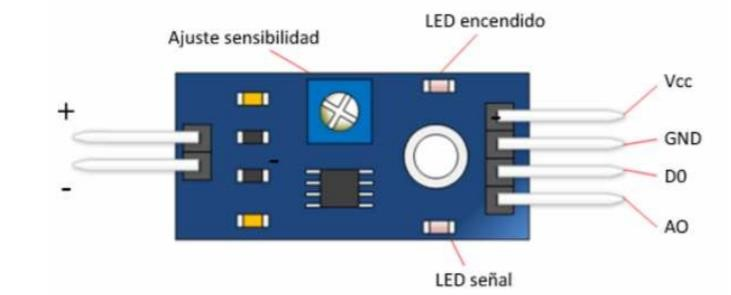 LED encendido
Ajuste sensibilidad
Vcc
+
GND
D0
-
AO
LED señal